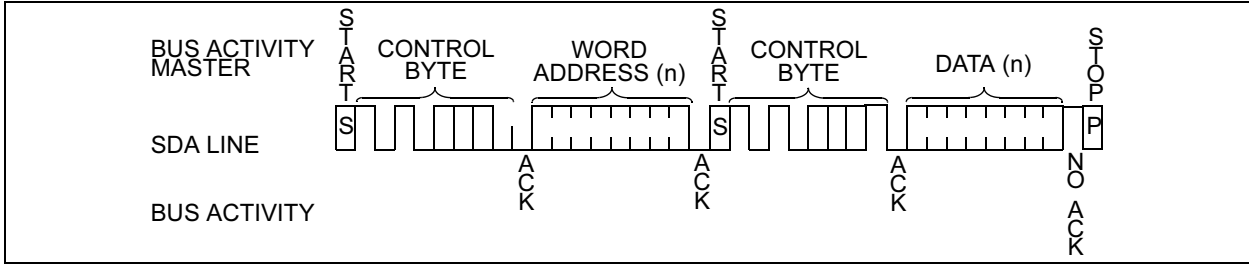 BUS ACTIVITY
MASTER
START
CONTROL
BYTE
WORD
ADDRESS (n)
START
CONTROL
BYTE
DATA (n)
STOP
SDA LINE
S
S
P
BUS ACTIVITY
ACK
ACK
ACK
NO ACK